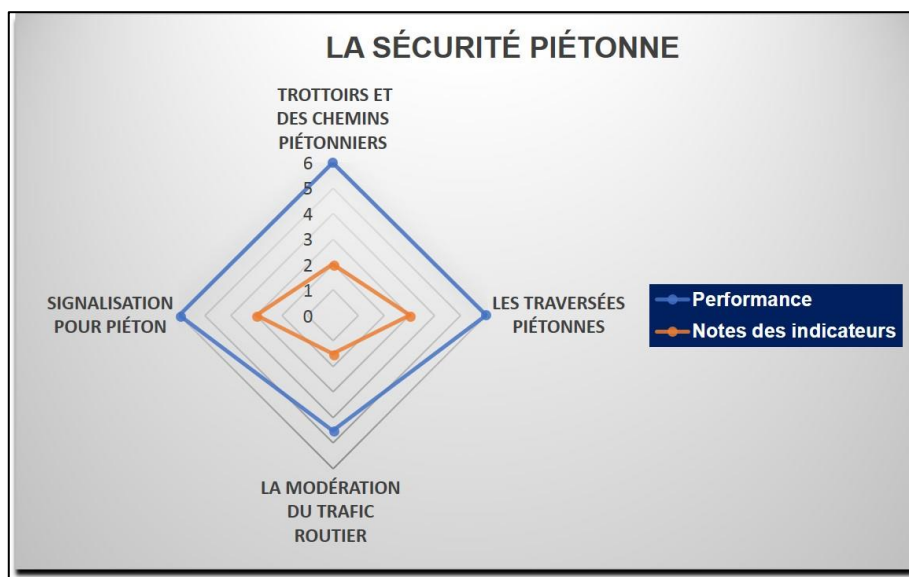 LA SÉCURITÉ PIÉTONNE
TROTTOIRS ET
DES CHEMINS
PIÉTONNIERS
6
5
4
3
2
1
0
SIGNALISATION
POUR PIÉTON
LES TRAVERSÉES
PIÉTONNES
LA MODÉRATION
DU TRAFIC
ROUTIER
Performance
Notes des indicateurs